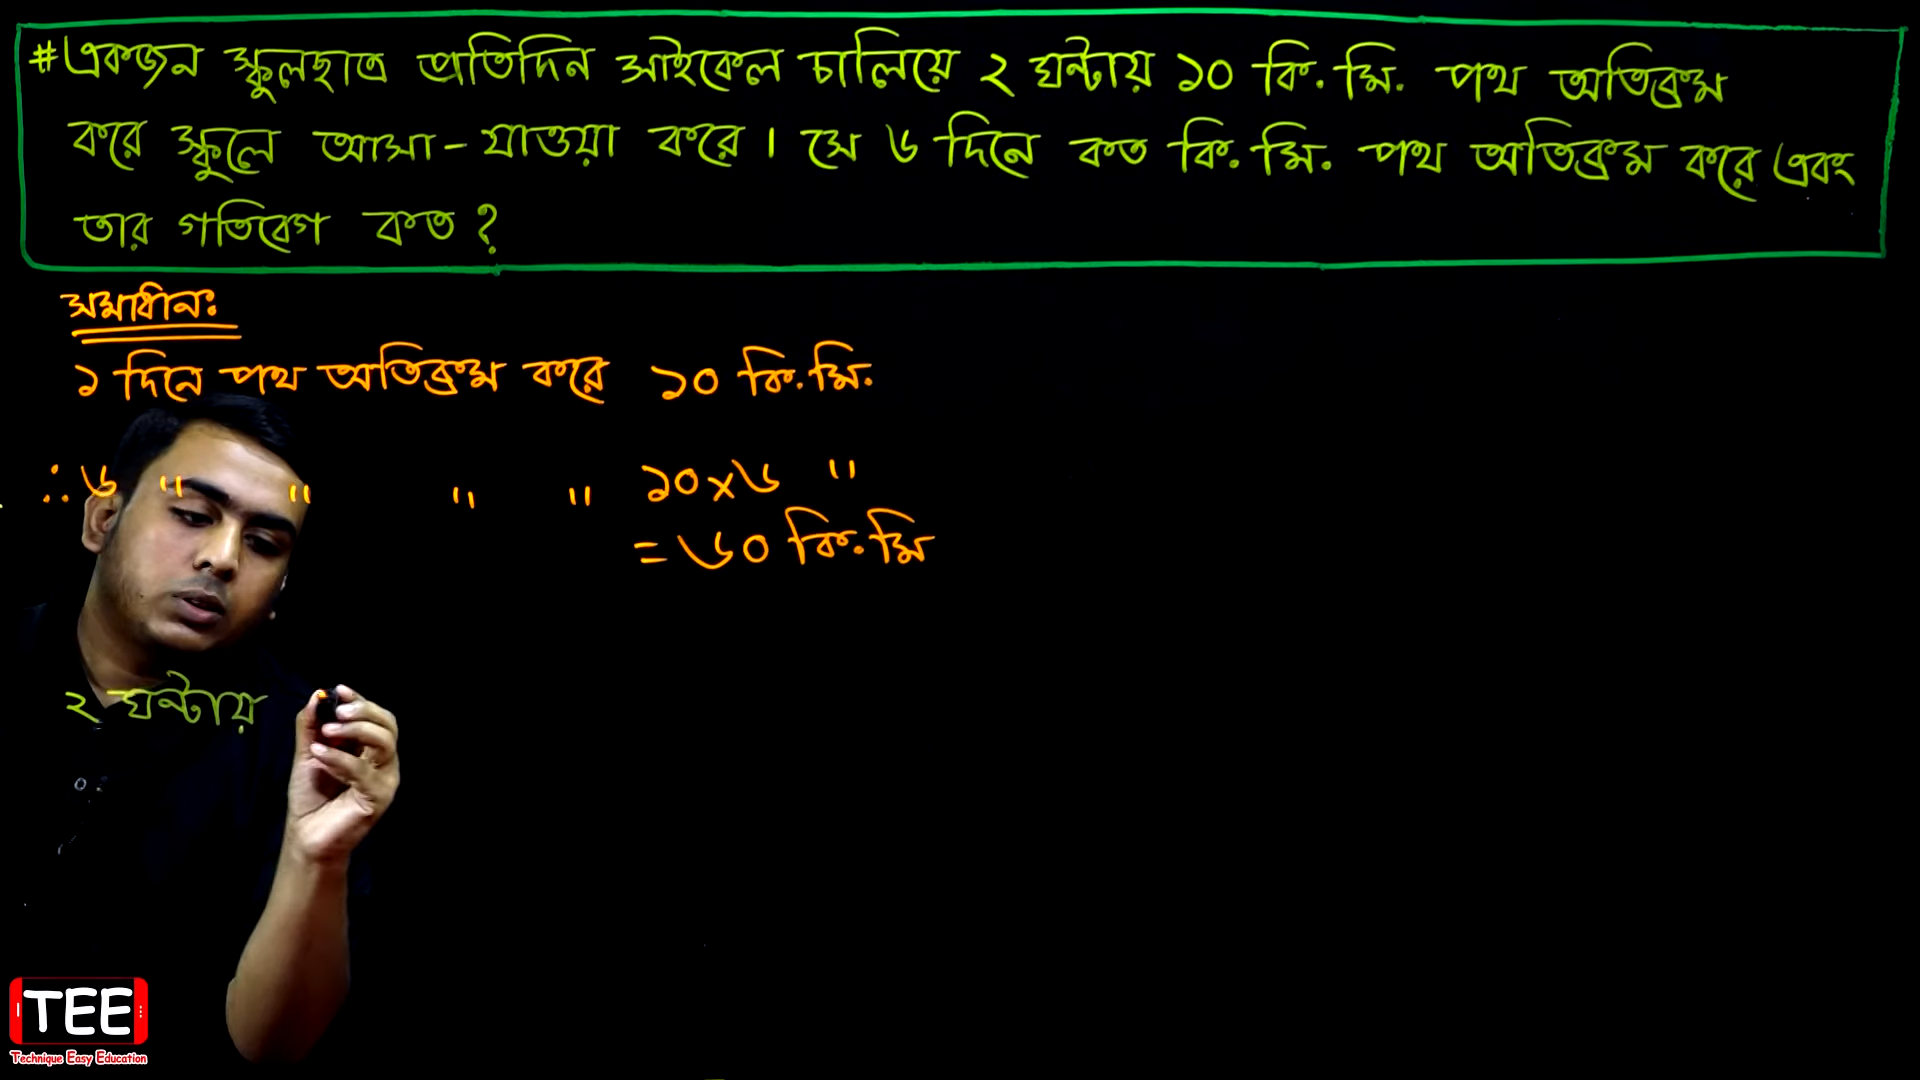 #একজন স্কুলছাত্র প্রতিদিন সাইকেল চালিয়ে ২ ঘন্টায় ১০ কি.মি. পথ অতিক্রম
করে স্কুলে আসা-যাওয়া করে। সে ৬ দিনে কত কি.মি. পথ অতিক্রম করে এবং
তার গতিবেগ কত?
সমাধান:
১ দিনে পথ অতিক্রম করে ১০ কি.মি.
∴ ৬ " " " " ১০×৬ "
= ৬০ কি.মি
২ ঘন্টায়
TEE
Technique Easy Education